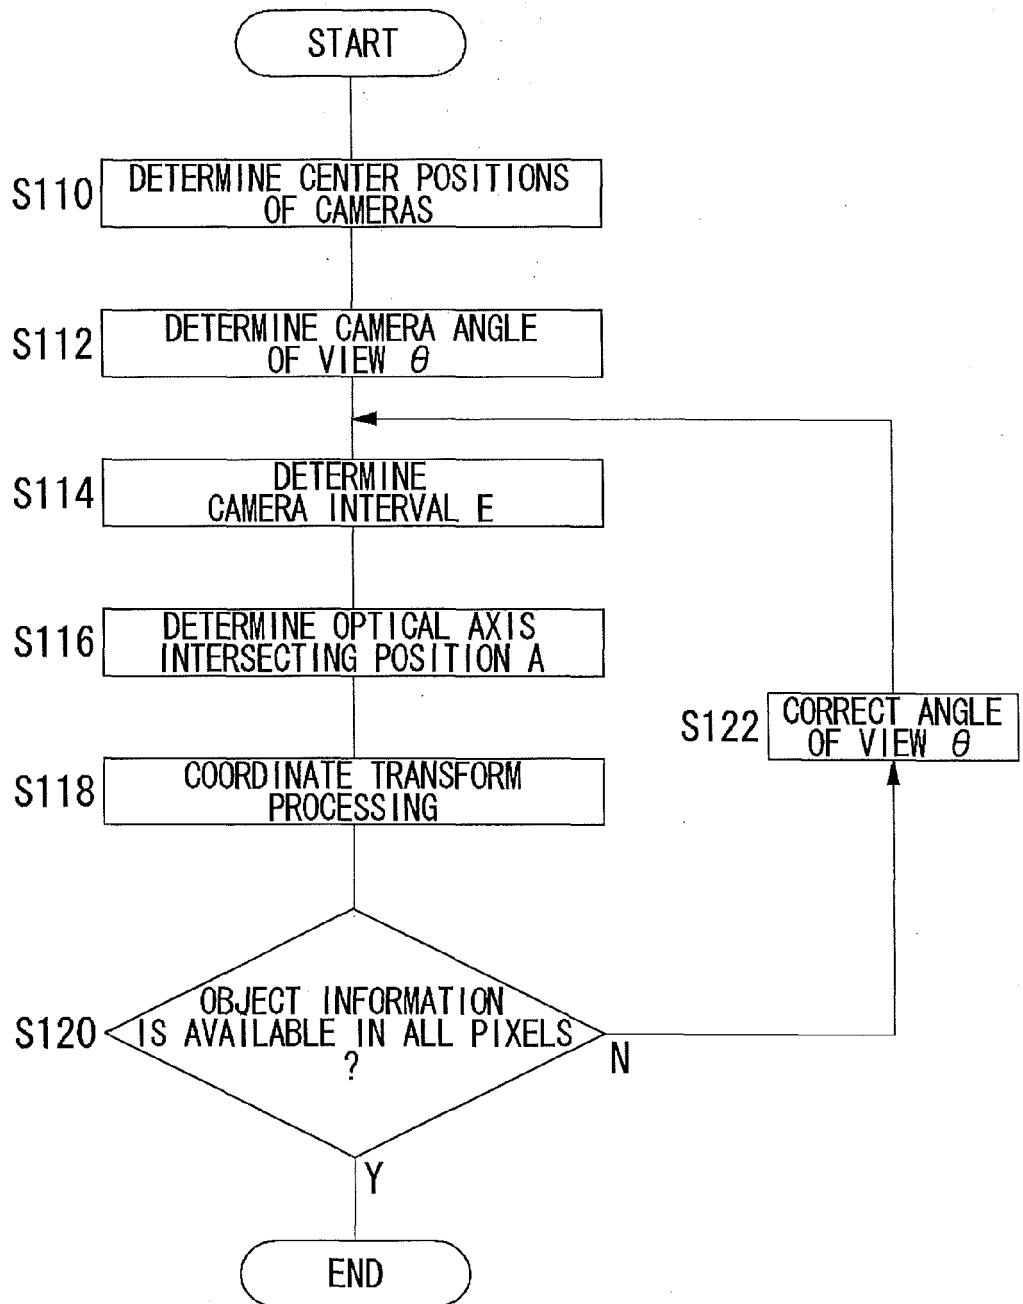 START
S110
DETERMINE CENTER POSITIONS
OF CAMERAS
S112
DETERMINE CAMERA ANGLE
OF VIEW θ
S114
DETERMINE
CAMERA INTERVAL E
S116
DETERMINE OPTICAL AXIS
INTERSECTING POSITION A
S122
CORRECT ANGLE
OF VIEW θ
S118
COORDINATE TRANSFORM
PROCESSING
S120
OBJECT INFORMATION
IS AVAILABLE IN ALL PIXELS
?
N
Y
END